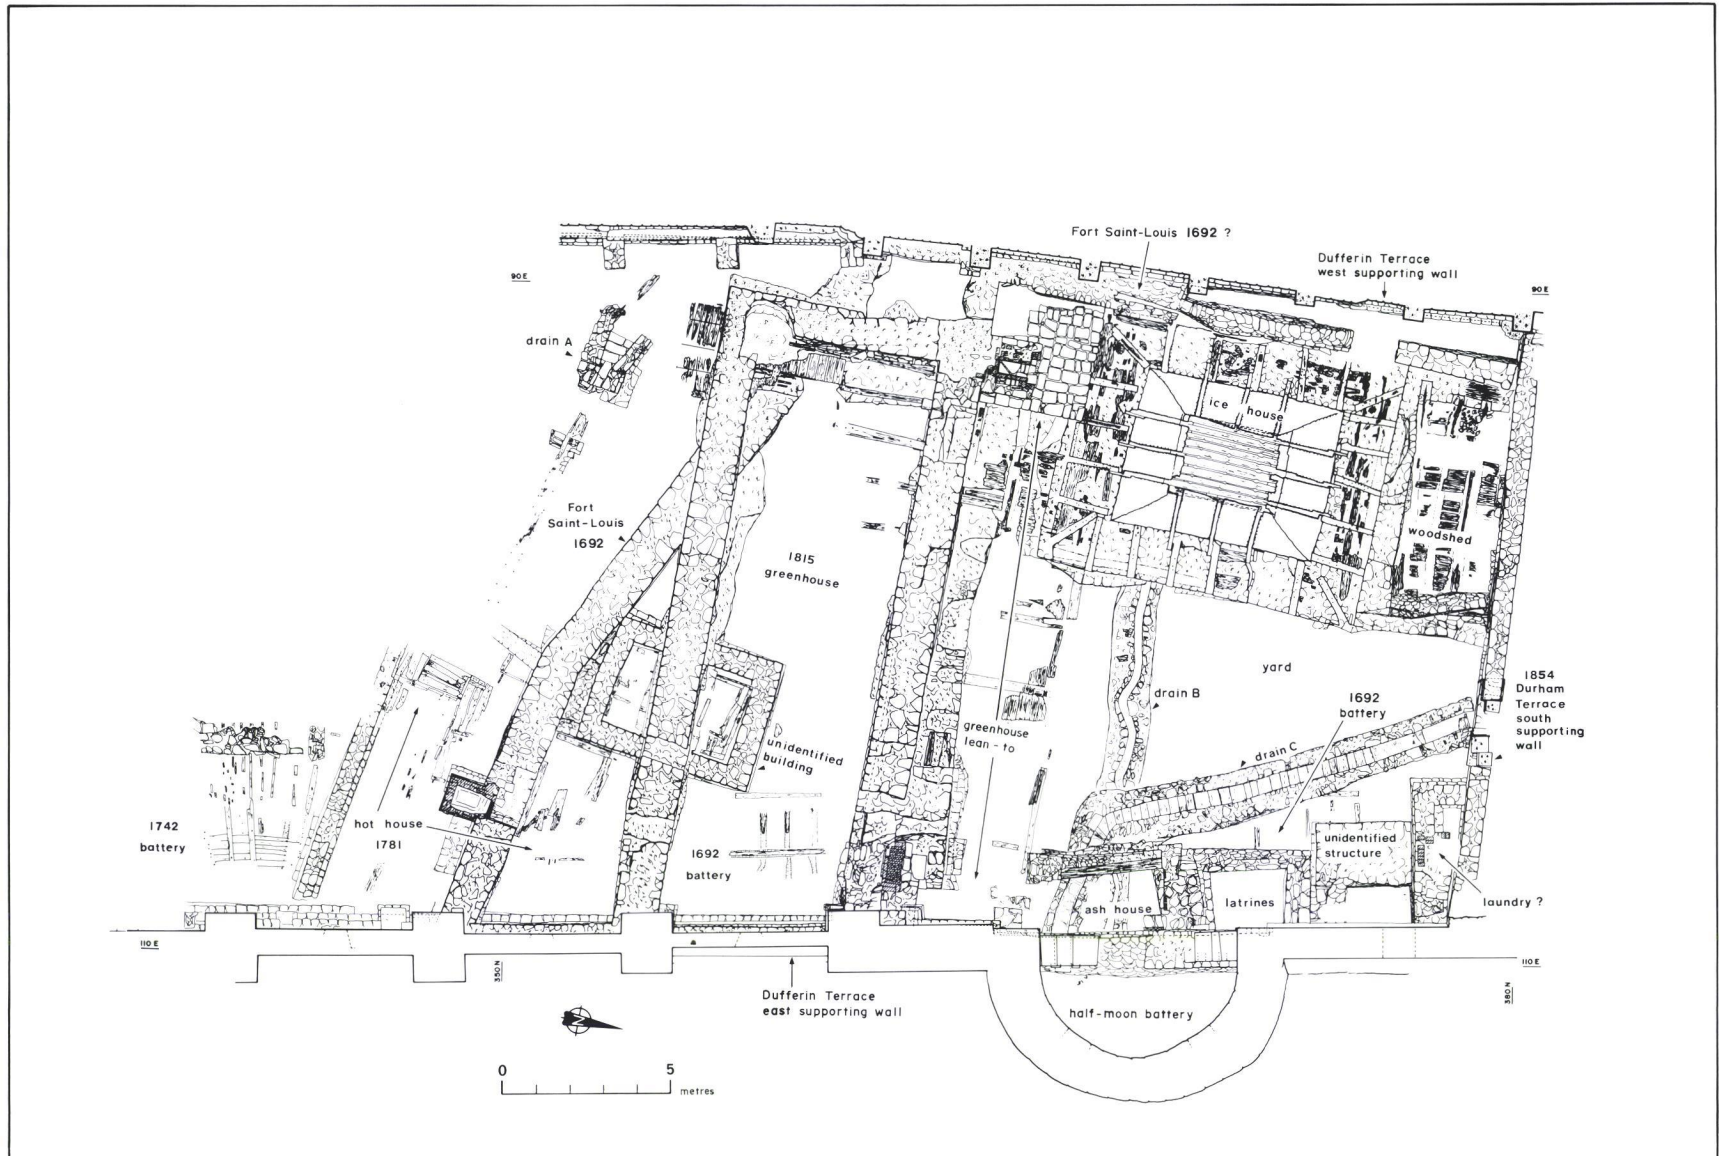 Fort Saint-Louis 1692 ?
Dufferin Terrace
west supporting wall
90 E
90 E
drain A
ice house
Fort
Saint-Louis
1692
woodshed
1815
greenhouse
yard
1854
Durham
Terrace
south
supporting
wall
drain B
1692
battery
greenhouse
lean-to
unidentified
building
drain C
1742
battery
hot house
1781
1692
battery
unidentified
structure
laundry ?
ash house
latrines
110 E
350 N
110 E
380 N
Dufferin Terrace
east supporting wall
half-moon battery
N
0 5
metres